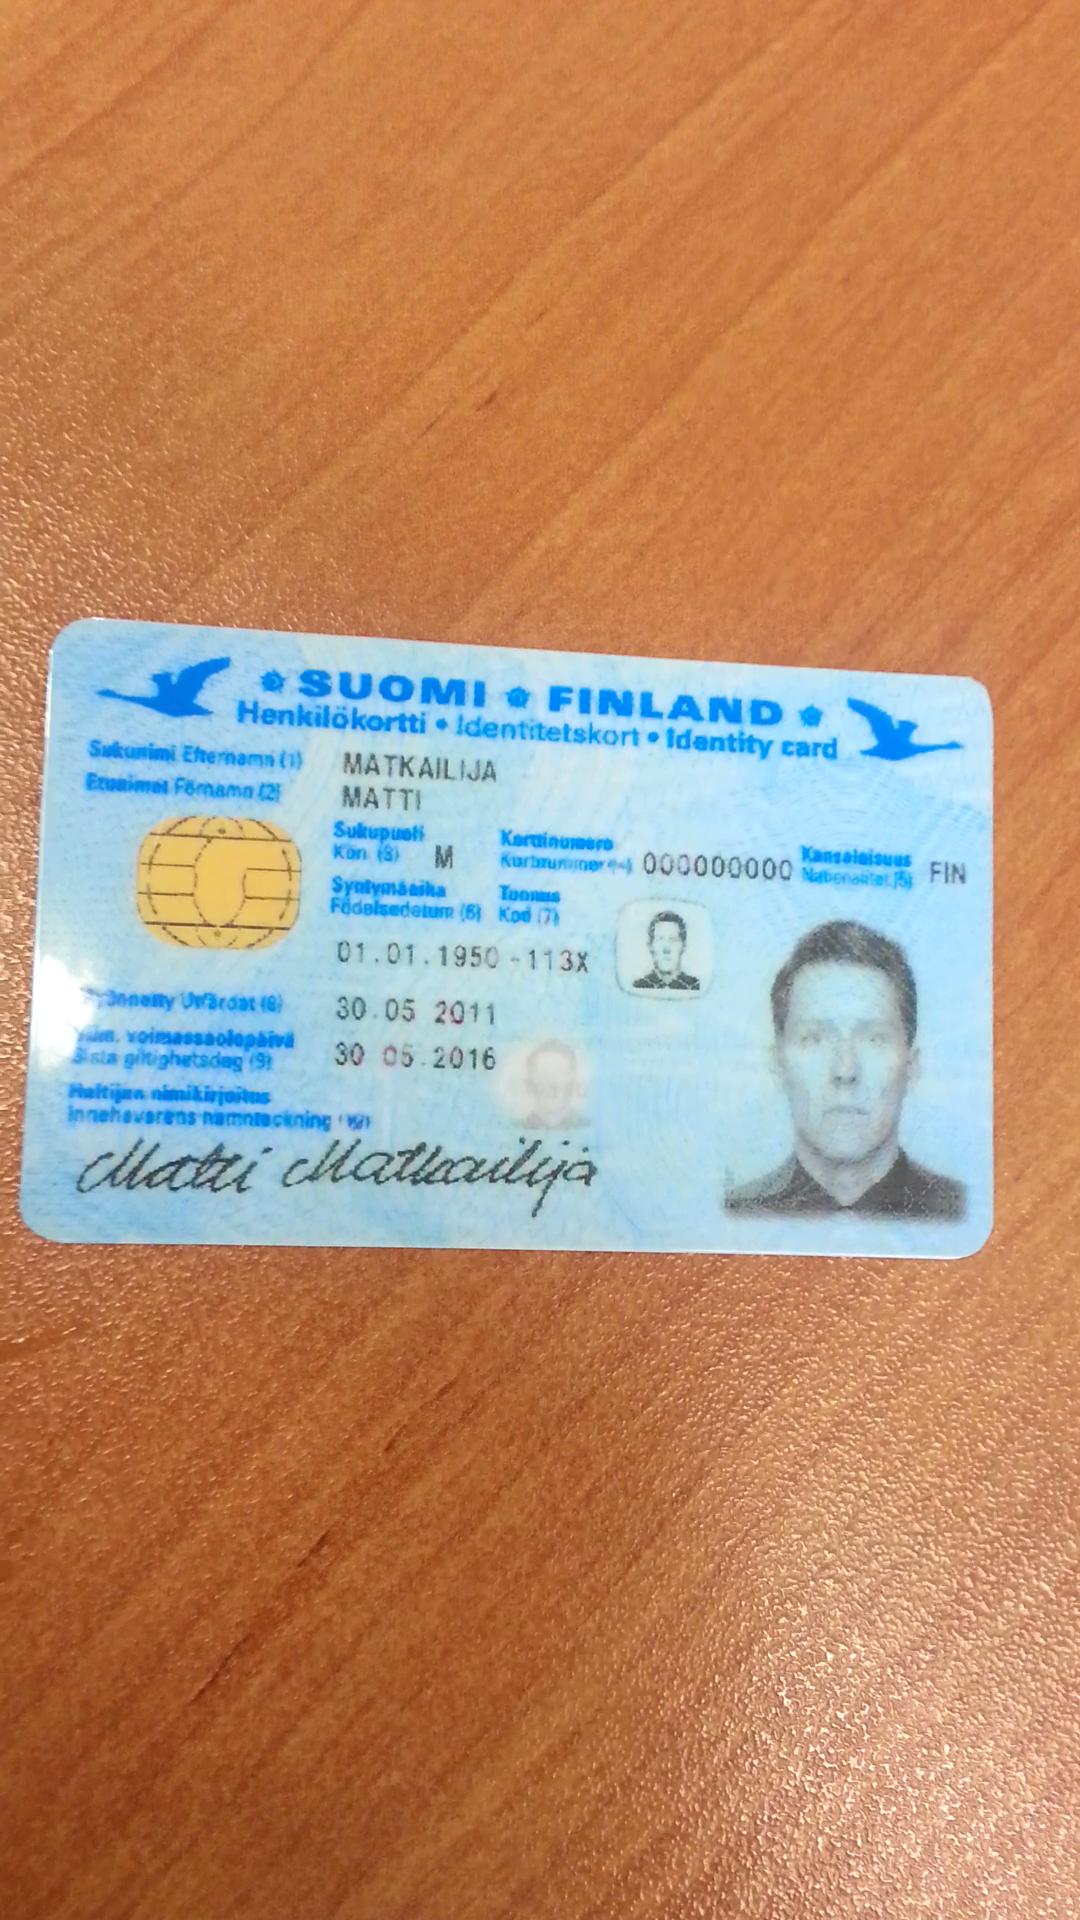 SUOMI FINLAND
Henkilökortti • Identitetskort • Identity card
Sukunimi Efternamn (1) MATKAILIJA
Etunimet Förnamn (2) MATTI
Sukupuoli Korttinumero Kansalaisuus
Kön (3) M Kortnummer (4) 000000000 Nationalitet (5) FIN
Syntymäaika Tunnus
Födelsedatum (6) Kod (7)
01.01.1950 -113X
Myönnetty Utfärdat (8) 30.05 2011
voimassaolopäivä
Sista giltighetsdag (9) 30 05.2016
Haltijan nimikirjoitus
Innehavarens namnteckning (10)
Matti Matkailija